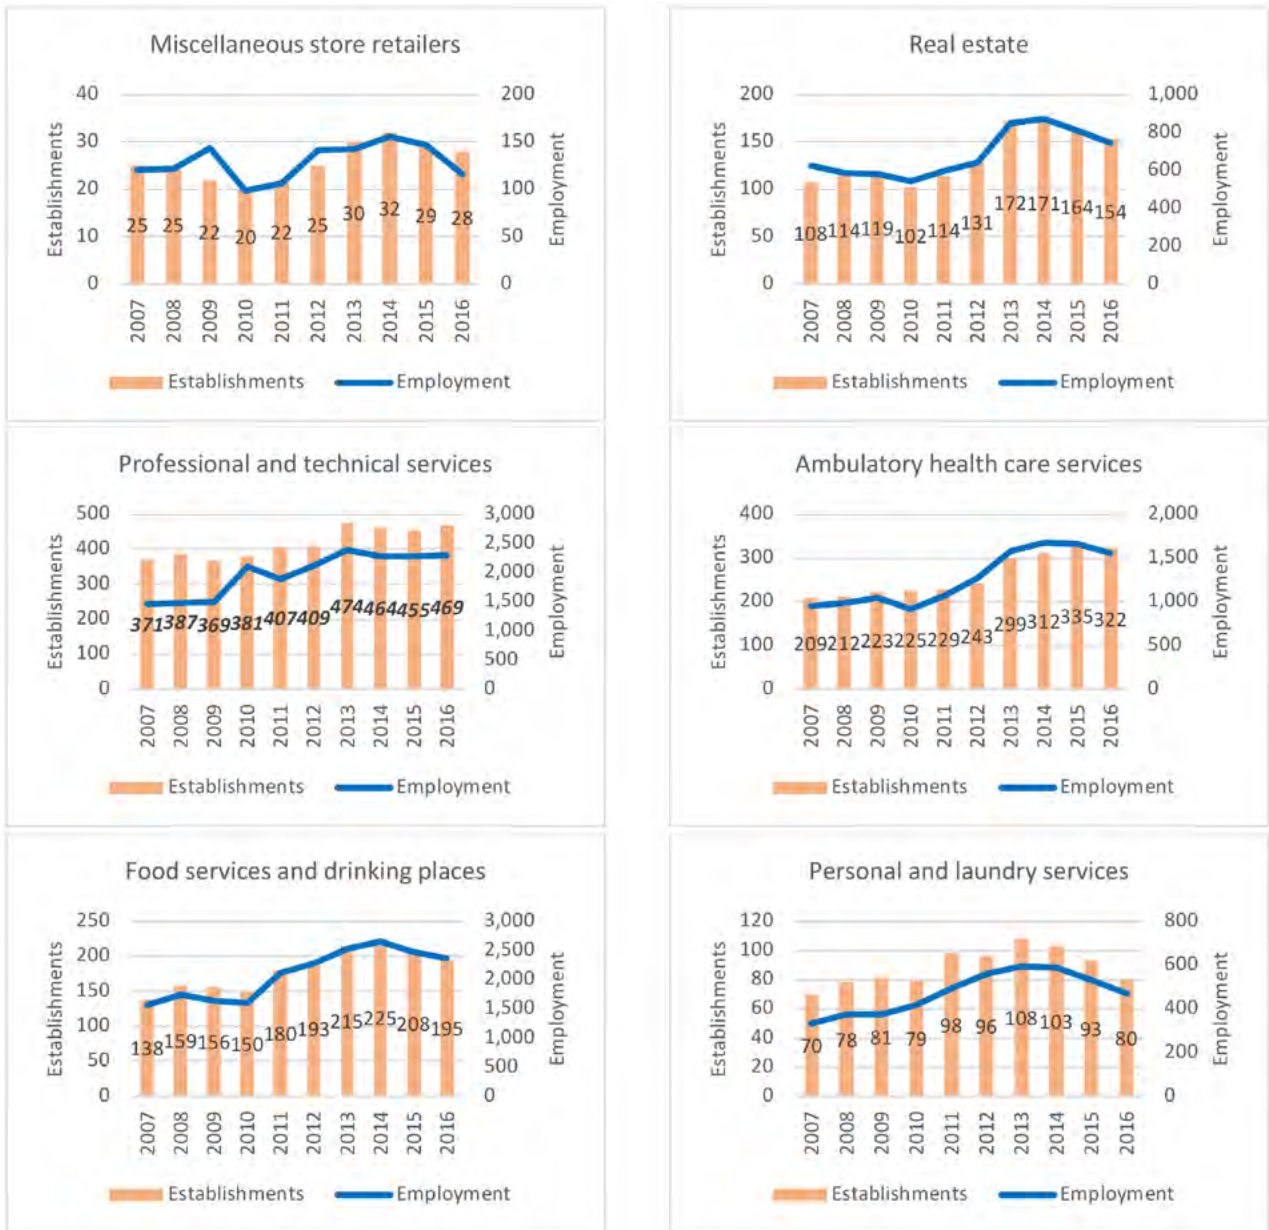 Miscellaneous store retailers
Establishments
40
30
20
10
0
25 25 22 20 22 25 30 32 29 28
200
150
100
50
0
Employment
2007 2008 2009 2010 2011 2012 2013 2014 2015 2016
Establishments Employment
Real estate
Establishments
200
150
100
50
0
108 114 119 102 114 131 172 171 164 154
1,000
800
600
400
200
0
Employment
2007 2008 2009 2010 2011 2012 2013 2014 2015 2016
Establishments Employment
Professional and technical services
Establishments
500
400
300
200
100
0
371 387 369 381 407 409 474 464 455 469
3,000
2,500
2,000
1,500
1,000
500
0
Employment
2007 2008 2009 2010 2011 2012 2013 2014 2015 2016
Establishments Employment
Ambulatory health care services
Establishments
400
300
200
100
0
209 212 223 225 229 243 299 312 335 322
2,000
1,500
1,000
500
0
Employment
2007 2008 2009 2010 2011 2012 2013 2014 2015 2016
Establishments Employment
Food services and drinking places
Establishments
250
200
150
100
50
0
138 159 156 150 180 193 215 225 208 195
3,000
2,500
2,000
1,500
1,000
500
0
Employment
2007 2008 2009 2010 2011 2012 2013 2014 2015 2016
Establishments Employment
Personal and laundry services
Establishments
120
100
80
60
40
20
0
70 78 81 79 98 96 108 103 93 80
800
600
400
200
0
Employment
2007 2008 2009 2010 2011 2012 2013 2014 2015 2016
Establishments Employment